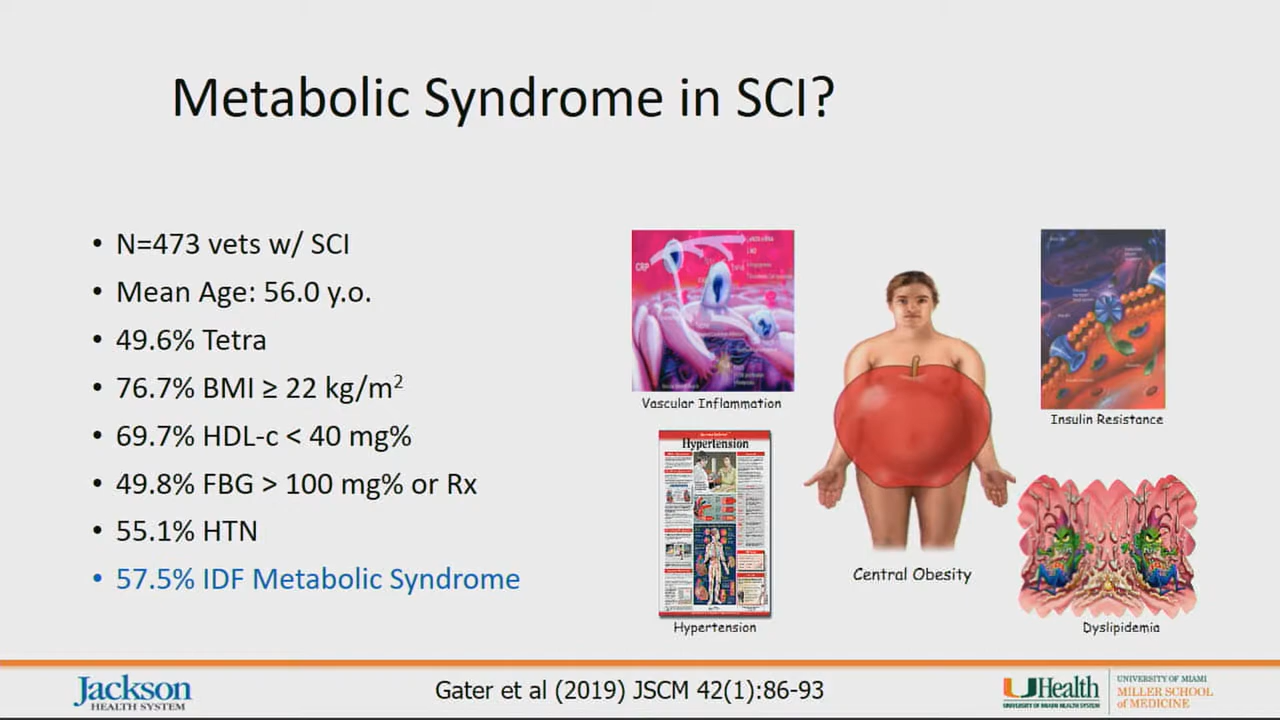 Metabolic Syndrome in SCI?
• N=473 vets w/ SCI
• Mean Age: 56.0 y.o.
• 49.6% Tetra
• 76.7% BMI ≥ 22 kg/m²
• 69.7% HDL-c < 40 mg%
• 49.8% FBG > 100 mg% or Rx
• 55.1% HTN
• 57.5% IDF Metabolic Syndrome
CRP
Vascular Inflammation
Hypertension
Hypertension
Central Obesity
Insulin Resistance
Dyslipidemia
Jackson
HEALTH SYSTEM
Gater et al (2019) JSCM 42(1):86-93
UHealth
UNIVERSITY OF MIAMI HEALTH SYSTEM
UNIVERSITY OF MIAMI
MILLER SCHOOL
of MEDICINE